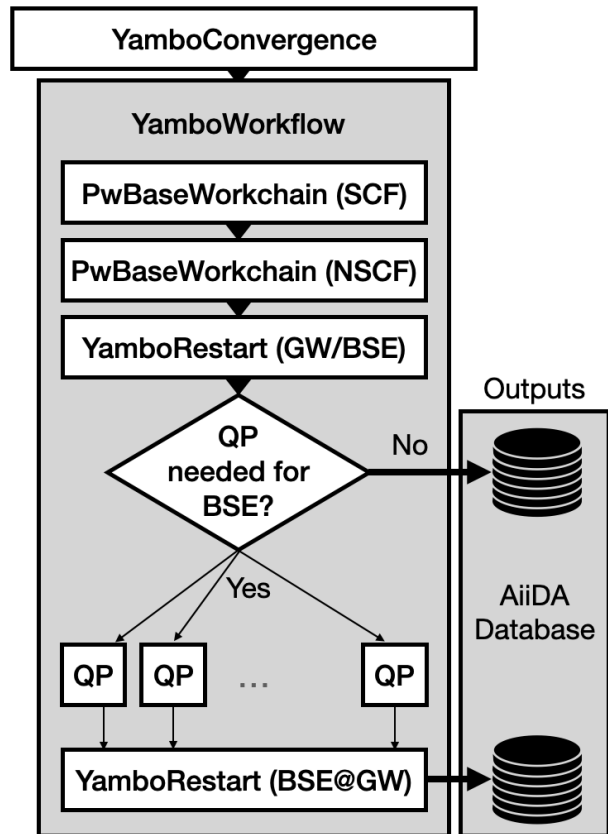 YamboConvergence
YamboWorkflow
PwBaseWorkchain (SCF)
PwBaseWorkchain (NSCF)
YamboRestart (GW/BSE)
Outputs
QP
needed for
BSE?
No
Yes
AiiDA
Database
QP
QP
...
QP
YamboRestart (BSE@GW)